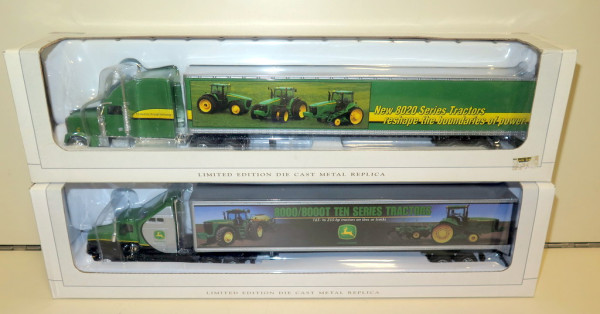 New 8020 Series Tractors
reshape the boundaries of power
LIMITED EDITION DIE CAST METAL REPLICA
8000/8000T TEN SERIES TRACTORS
LIMITED EDITION DIE CAST METAL REPLICA